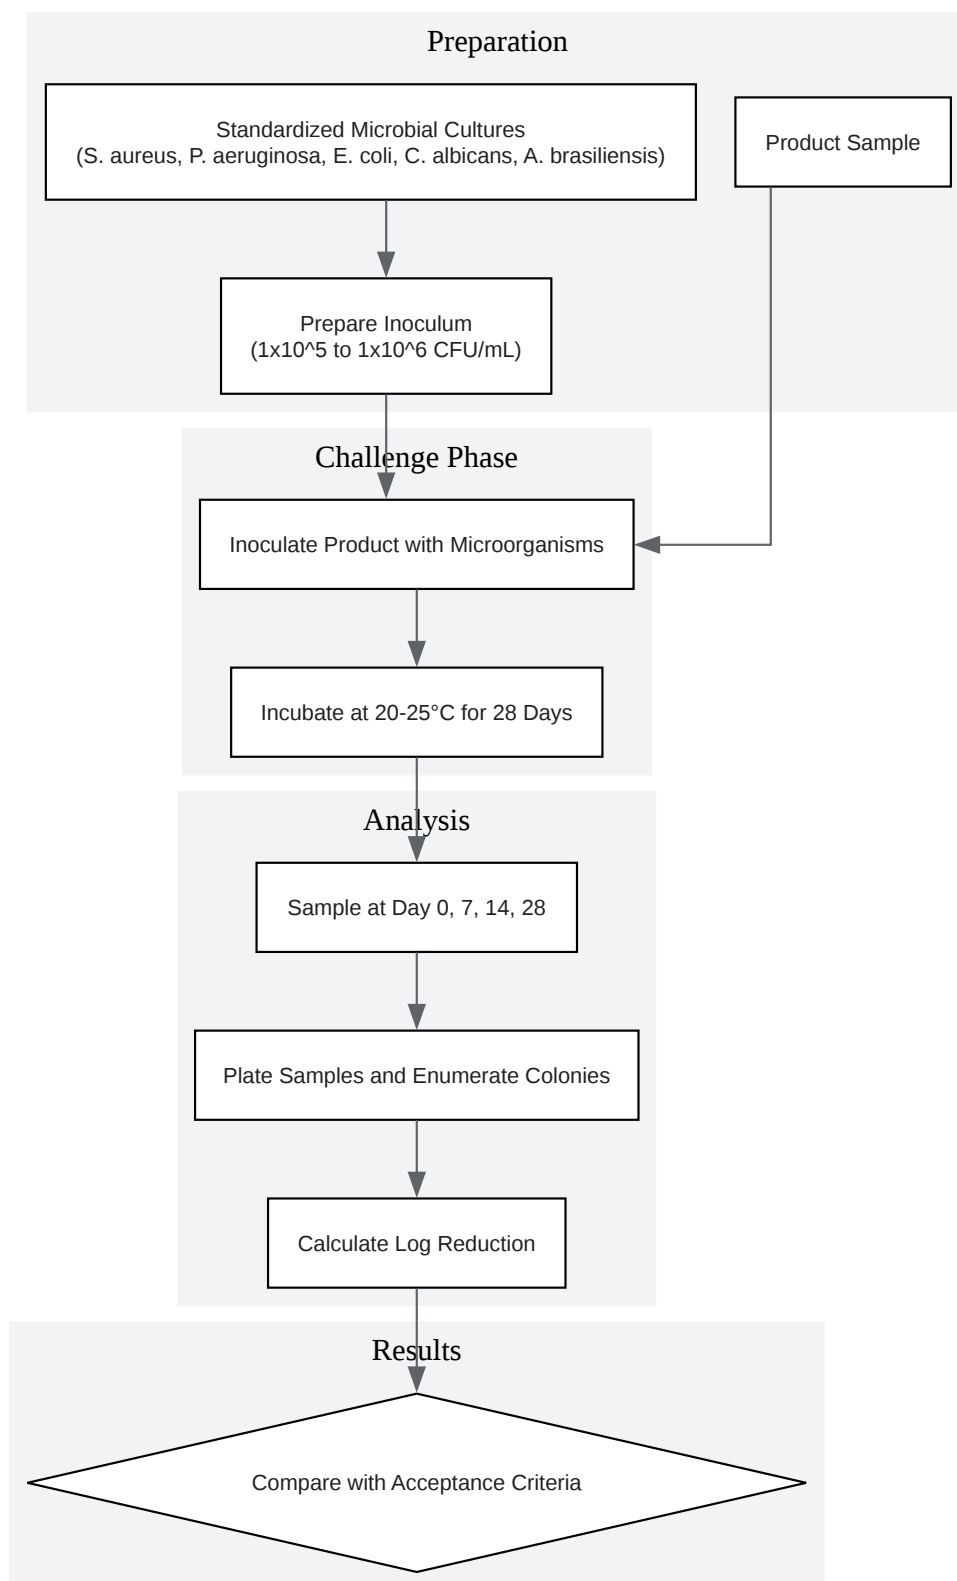 Preparation
Standardized Microbial Cultures
(S. aureus, P. aeruginosa, E. coli, C. albicans, A. brasiliensis)
Product Sample
Prepare Inoculum
(1x10^5 to 1x10^6 CFU/mL)
Challenge Phase
Inoculate Product with Microorganisms
Incubate at 20-25°C for 28 Days
Analysis
Sample at Day 0, 7, 14, 28
Plate Samples and Enumerate Colonies
Calculate Log Reduction
Results
Compare with Acceptance Criteria